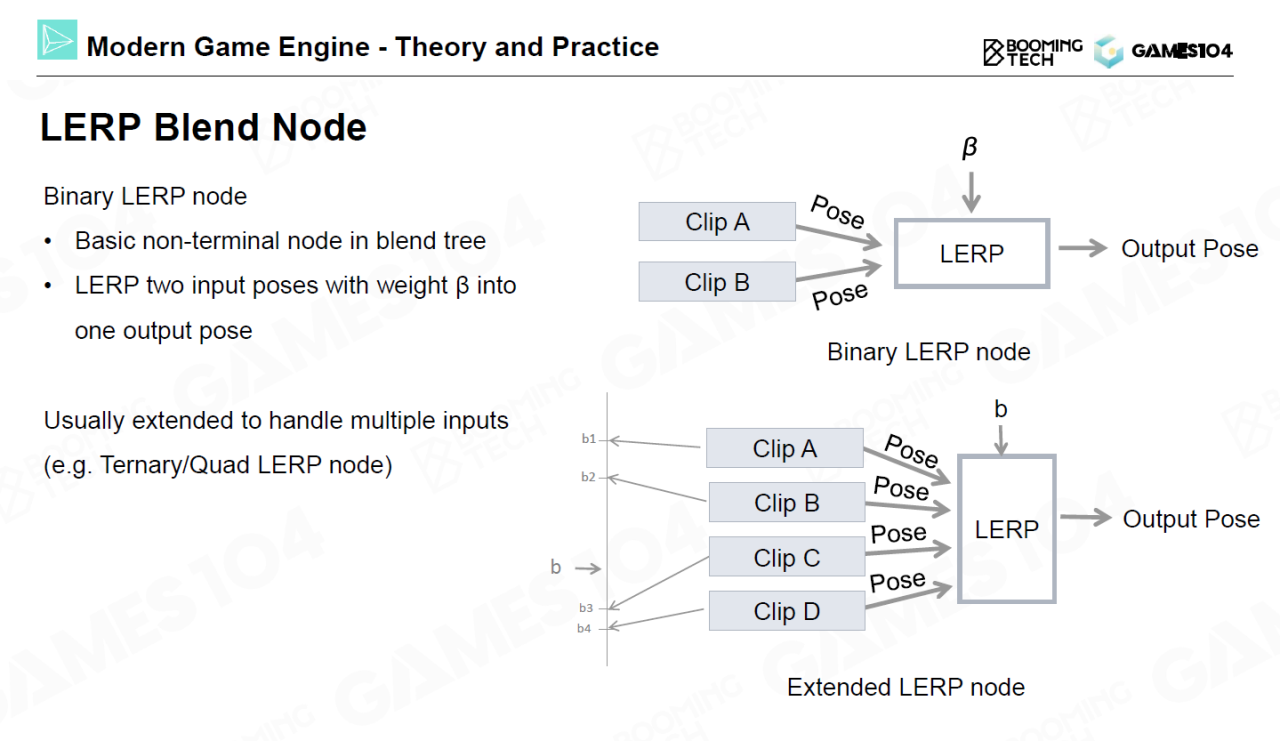 Modern Game Engine - Theory and Practice
BOOMING
TECH
GAMES104
LERP Blend Node
Binary LERP node
• Basic non-terminal node in blend tree
• LERP two input poses with weight β into
one output pose
Usually extended to handle multiple inputs
(e.g. Ternary/Quad LERP node)
β
Clip A
Pose
Clip B
Pose
LERP
Output Pose
Binary LERP node
b1
b2
b
b3
b4
Clip A
Pose
Clip B
Pose
Clip C
Pose
Clip D
Pose
b
LERP
Output Pose
Extended LERP node